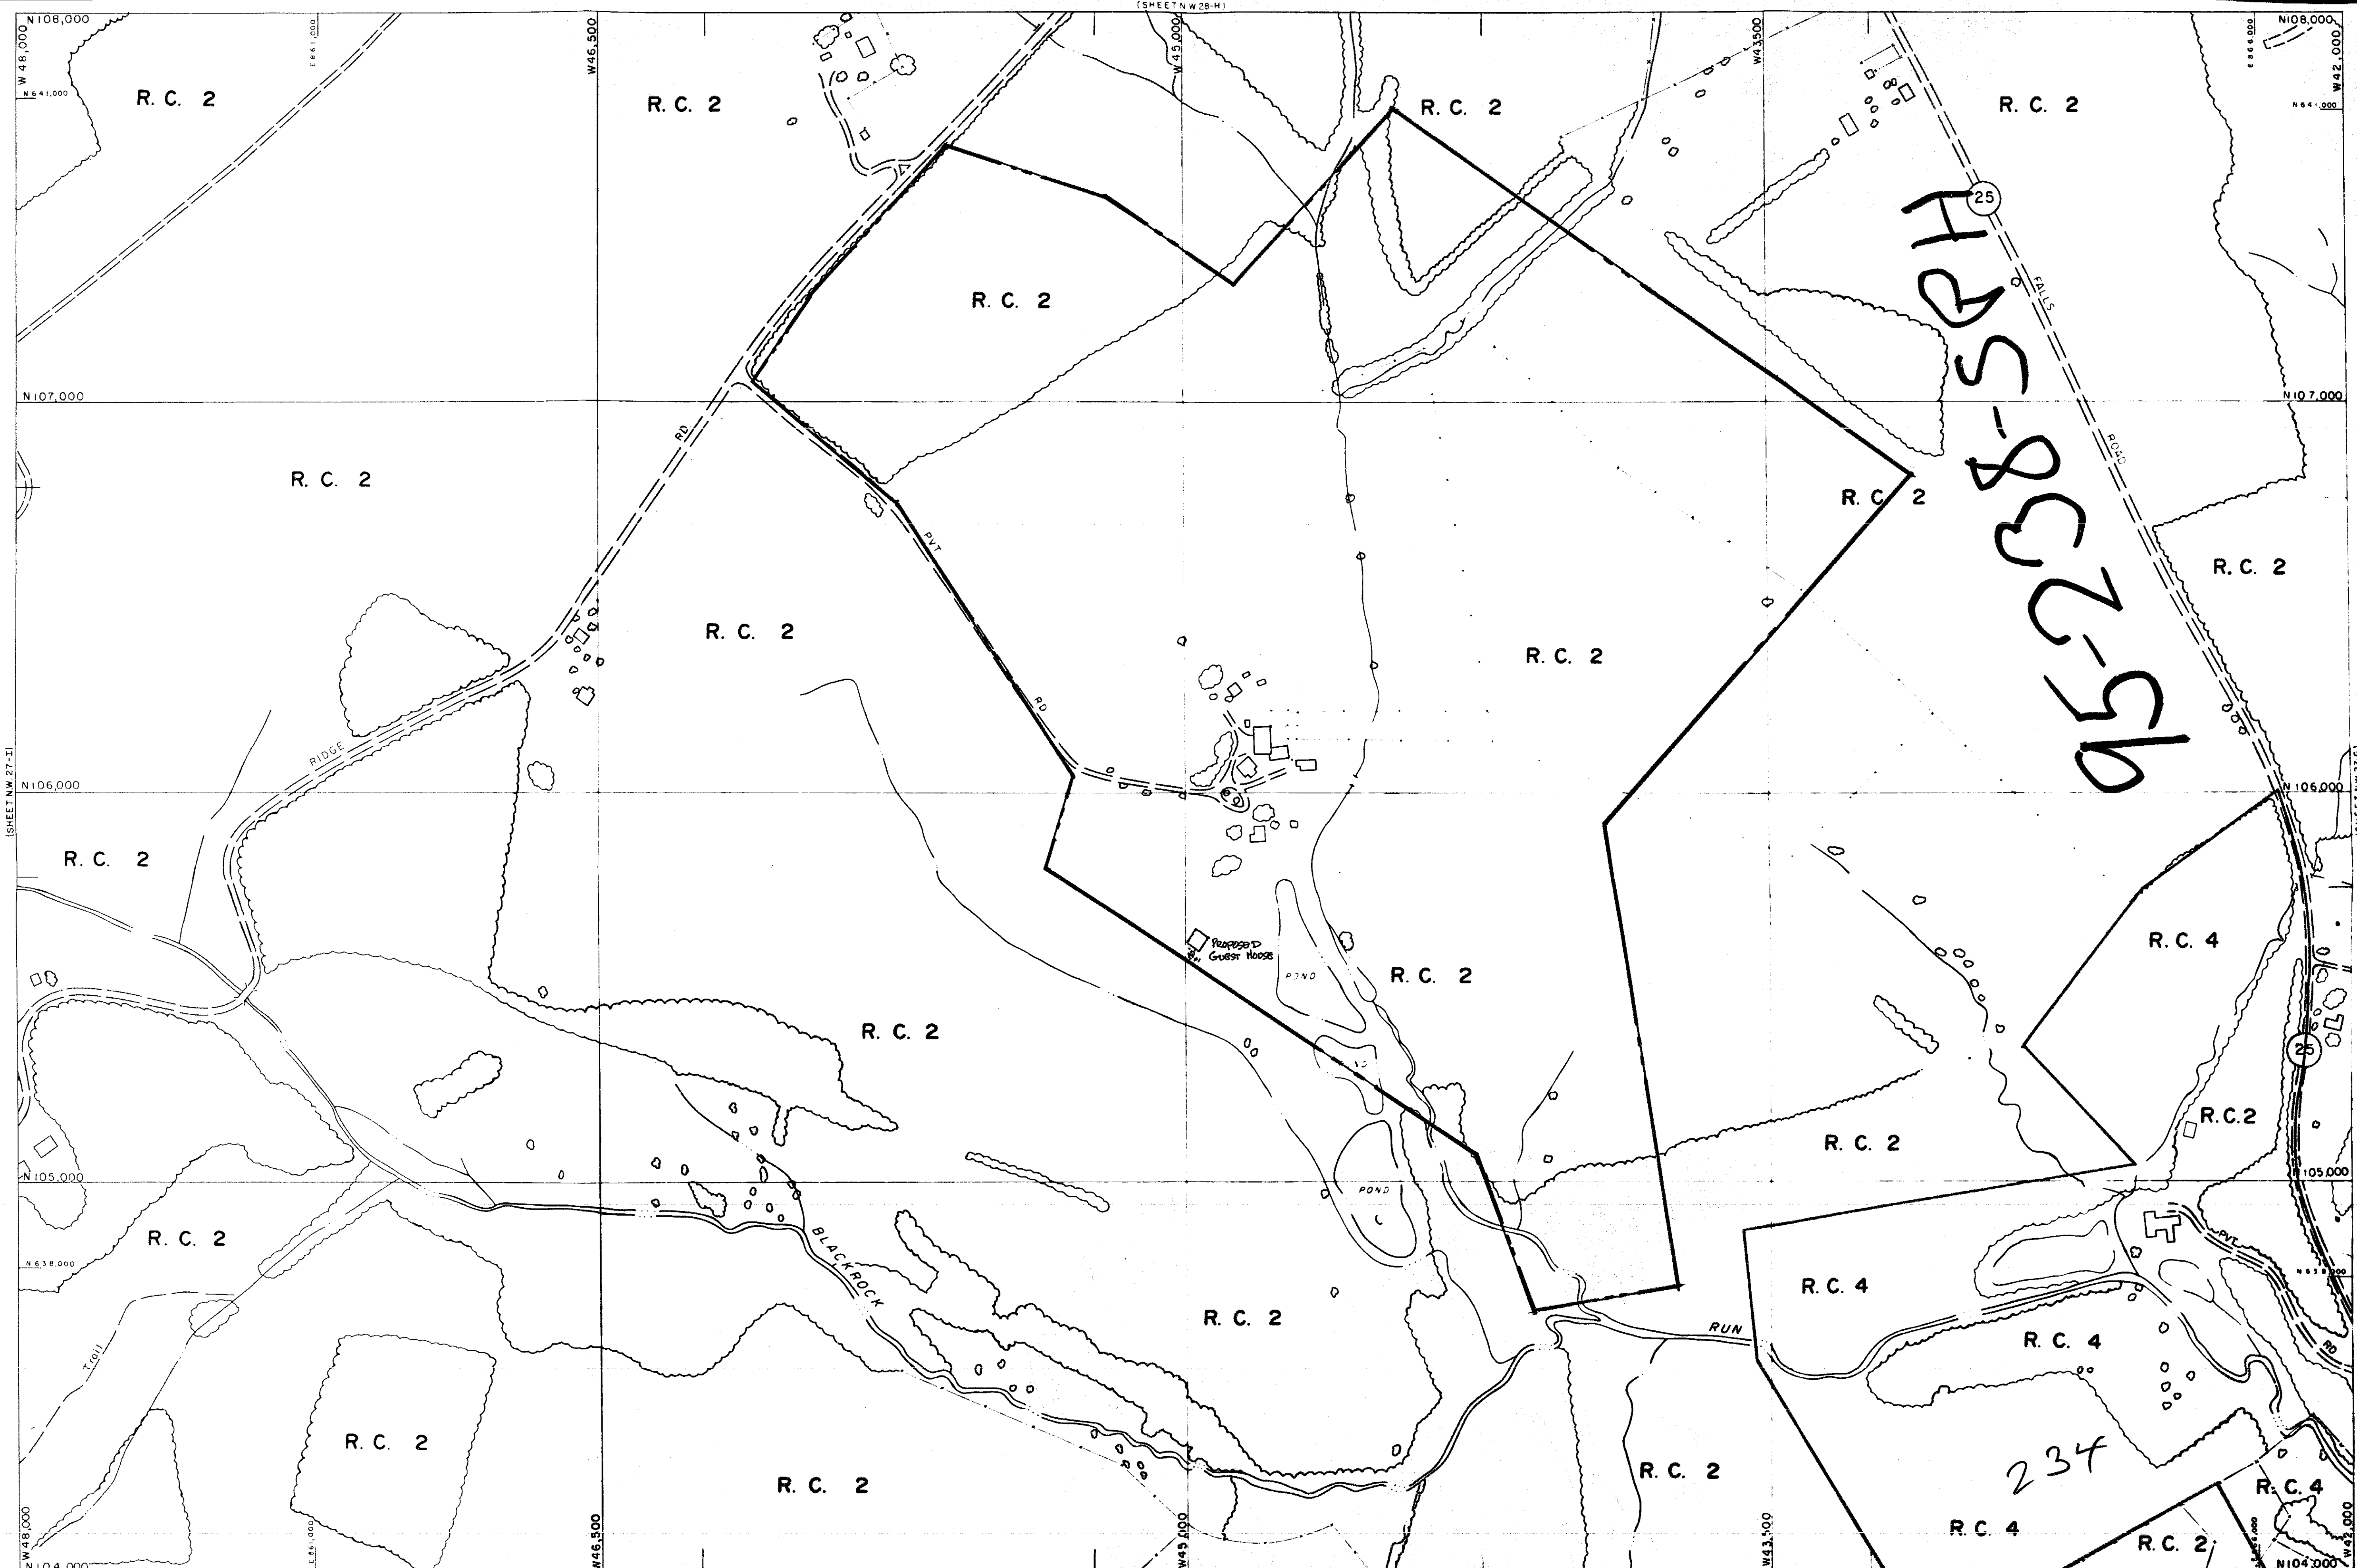 (SHEET N W 28-H)
N108,000
W48,000
E861,000
W46,500
W45,000
W43,500
E866,000
N108,000
W42,000
N641,000
R. C. 2
R. C. 2
R. C. 2
R. C. 2
N641,000
25
95-238-SPH
FALLS
ROAD
R. C. 2
N107,000
RD
N107,000
R. C. 2
R. C. 2
PVT
RD
R. C. 2
R. C. 2
R. C. 2
RIDGE
(SHEET N.W. 27-I)
N106,000
N106,000
R. C. 2
PROPOSED
GUEST HOUSE
POND
R. C. 2
R. C. 4
R. C. 2
25
R. C. 2
R.C.2
N105,000
POND
N105,000
R. C. 2
BLACKROCK
N638,000
PVT
RD
R. C. 4
R. C. 2
RUN
R. C. 4
Trail
R. C. 2
R. C. 2
R. C. 2
234
R. C. 4
R. C. 4
R. C. 2
W48,000
N104,000
E861,000
W46,500
W45,000
W43,500
W42,000
N104,000